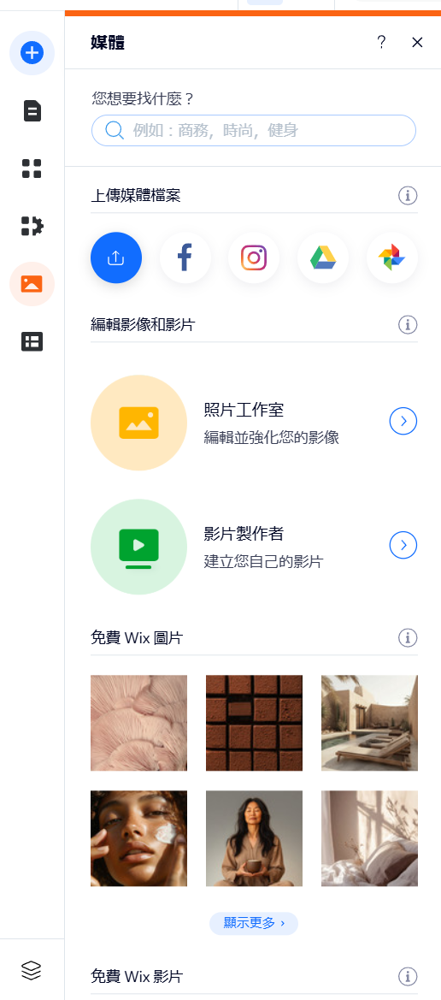 媒體
您想要找什麼？
例如：商務，時尚，健身
上傳媒體檔案
編輯影像和影片
照片工作室
編輯並強化您的影像
影片製作者
建立您自己的影片
免費 Wix 圖片
顯示更多 ›
免費 Wix 影片